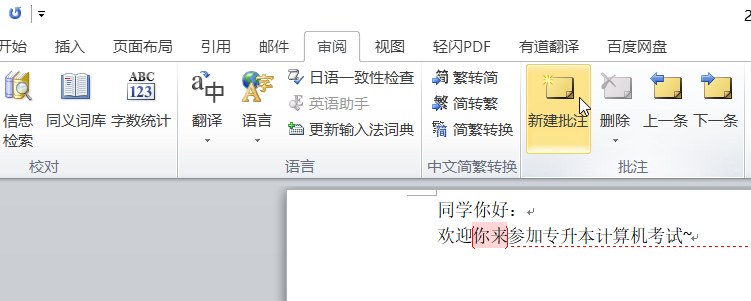 2
开始 插入 页面布局 引用 邮件 审阅 视图 轻闪PDF 有道翻译 百度网盘
信息检索 同义词库 ABC 123 字数统计
校对
a中 翻译 语言
日语一致性检查
英语助手
更新输入法词典
语言
简 繁转简
繁 简转繁
简繁转换
中文简繁转换
新建批注 删除 上一条 下一条
批注
同学你好：
欢迎你来参加专升本计算机考试~